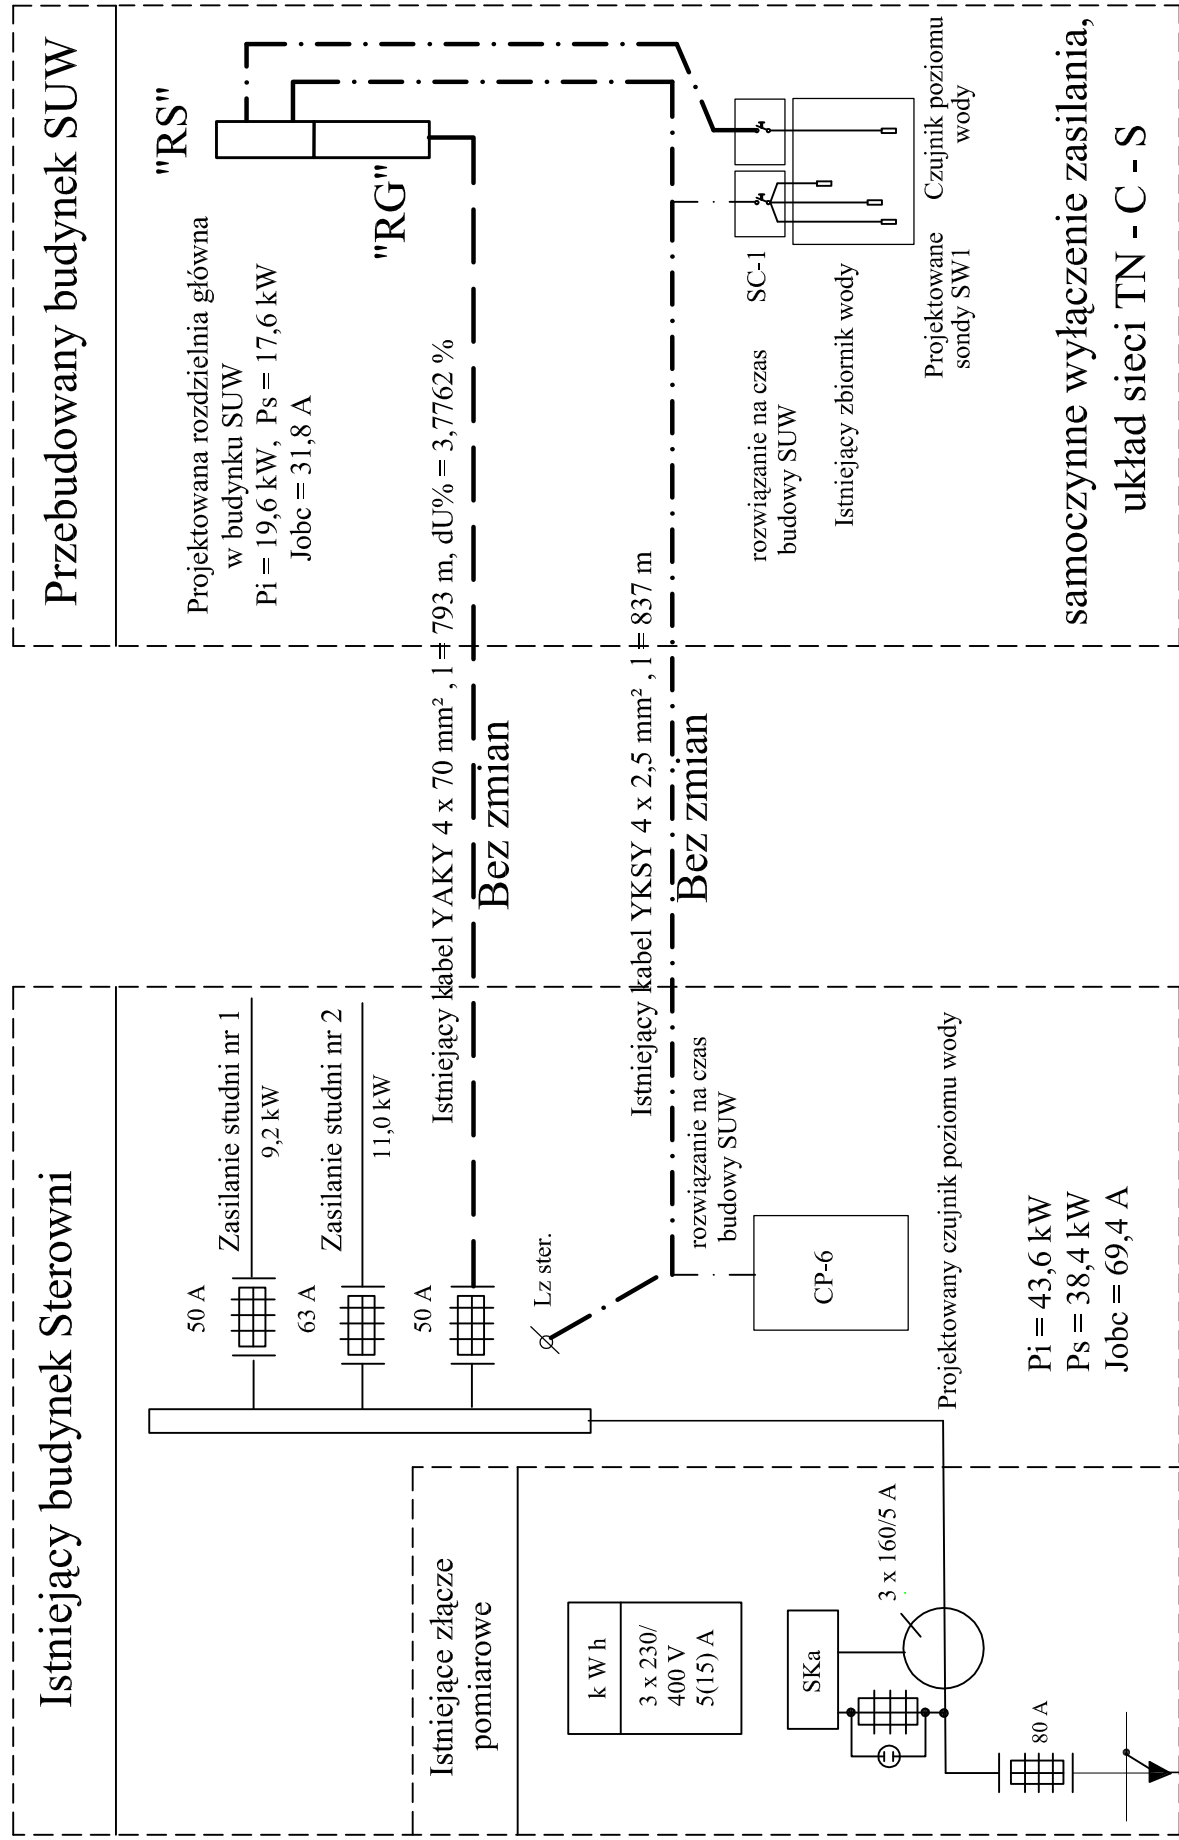 Istniejący budynek Sterowni
50 A
Zasilanie studni nr 1
9,2 kW
63 A
Zasilanie studni nr 2
11,0 kW
50 A
Istniejący kabel YAKY 4 x 70 mm² , l = 793 m, dU% = 3,7762 %
Bez zmian
Lz ster.
Istniejący kabel YKSY 4 x 2,5 mm² , l = 837 m
Bez zmian
rozwiązanie na czas
budowy SUW
CP-6
Projektowany czujnik poziomu wody
Pi = 43,6 kW
Ps = 38,4 kW
Jobc = 69,4 A
Istniejące złącze
pomiarowe
k W h
3 x 230/
400 V
5(15) A
SKa
3 x 160/5 A
80 A
Przebudowany budynek SUW
"RS"
"RG"
Projektowana rozdzielnia główna
w budynku SUW
Pi = 19,6 kW, Ps = 17,6 kW
Jobc = 31,8 A
SC-1
rozwiązanie na czas
budowy SUW
Istniejący zbiornik wody
Projektowane
sondy SW1
Czujnik poziomu
wody
samoczynne wyłączenie zasilania,
układ sieci TN - C - S